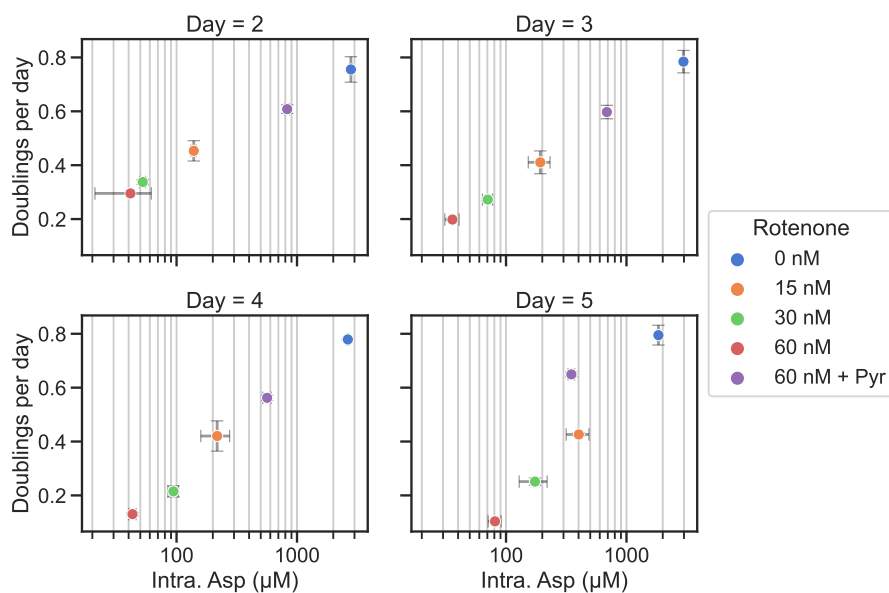 Day = 2
Day = 3
Doublings per day
0.8
0.6
0.4
0.2
Rotenone
0 nM
15 nM
30 nM
60 nM
60 nM + Pyr
Day = 4
Day = 5
Doublings per day
0.8
0.6
0.4
0.2
100
1000
100
1000
Intra. Asp (μM)
Intra. Asp (μM)